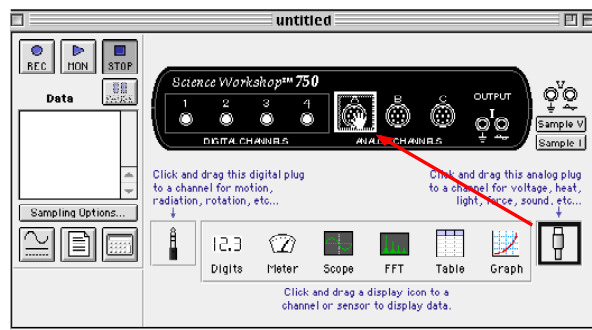 untitled
REC MON STOP
Data
Science Workshop™ 750
1 2 3 4 A B C OUTPUT
I
V
DIGITAL CHANNELS ANALOG CHANNELS
Sample V
Sample I
Click and drag this digital plug
to a channel for motion,
radiation, rotation, etc...
Click and drag this analog plug
to a channel for voltage, heat,
light, force, sound, etc...
Sampling Options...
12.3
Digits Meter Scope FFT Table Graph
Click and drag a display icon to a
channel or sensor to display data.